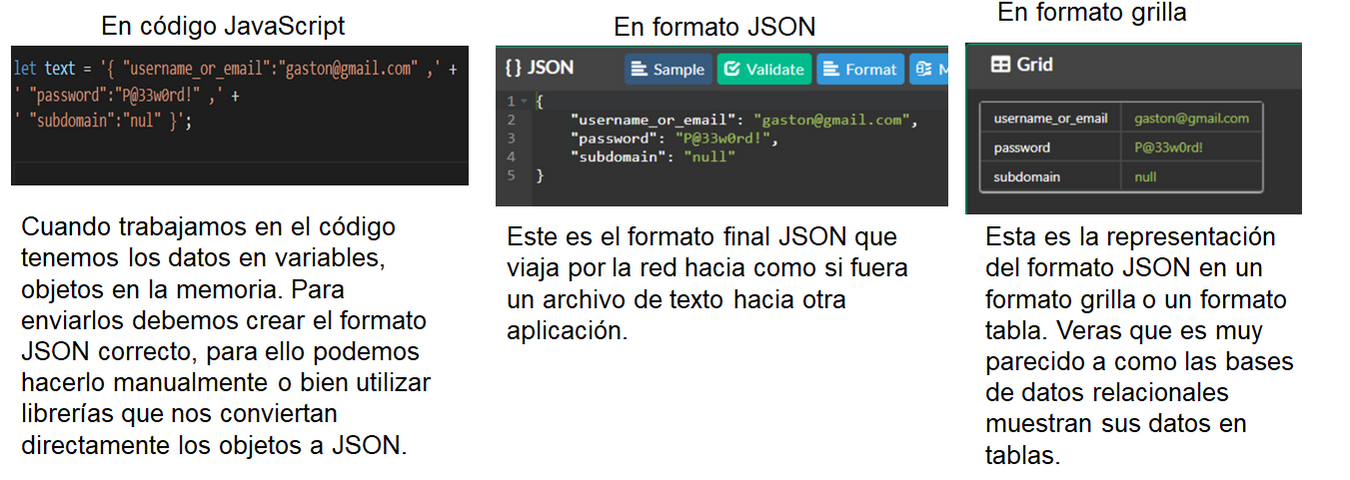 En código JavaScript
let text = '{ "username_or_email":"gaston@gmail.com" ,' +
' "password":"P@33w0rd!" ,' +
' "subdomain":"nul" }';
Cuando trabajamos en el código
tenemos los datos en variables,
objetos en la memoria. Para
enviarlos debemos crear el formato
JSON correcto, para ello podemos
hacerlo manualmente o bien utilizar
librerías que nos conviertan
directamente los objetos a JSON.
En formato JSON
{} JSON Sample Validate Format M
1 {
2 "username_or_email": "gaston@gmail.com",
3 "password": "P@33w0rd!",
4 "subdomain": "null"
5 }
Este es el formato final JSON que
viaja por la red hacia como si fuera
un archivo de texto hacia otra
aplicación.
En formato grilla
Grid
username_or_email gaston@gmail.com
password P@33w0rd!
subdomain null
Esta es la representación
del formato JSON en un
formato grilla o un formato
tabla. Veras que es muy
parecido a como las bases
de datos relacionales
muestran sus datos en
tablas.